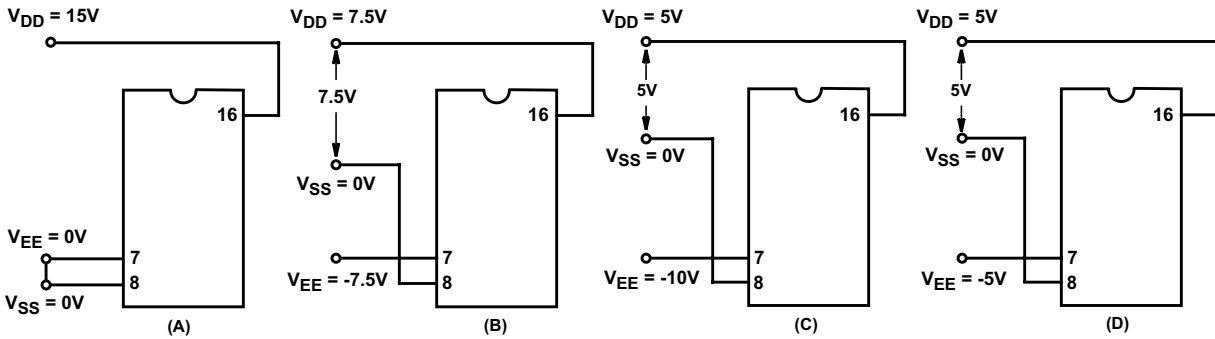 VDD = 15V
16
VEE = 0V
7
8
VSS = 0V
(A)
VDD = 7.5V
7.5V
16
VSS = 0V
7
VEE = -7.5V
8
(B)
VDD = 5V
5V
16
VSS = 0V
7
VEE = -10V
8
(C)
VDD = 5V
5V
16
VSS = 0V
7
VEE = -5V
8
(D)